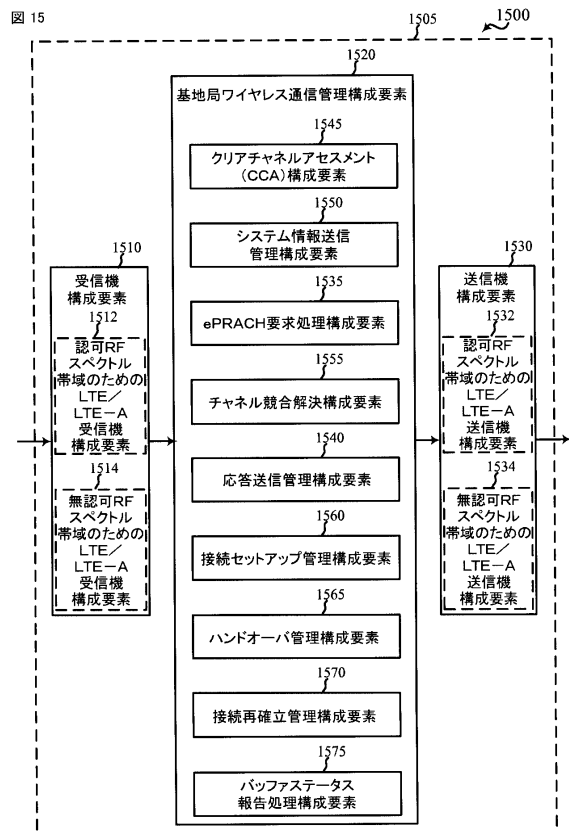 図 15
1500
1505
1520
基地局ワイヤレス通信管理構成要素
1545
クリアチャネルアセスメント
(CCA)構成要素
1550
システム情報送信
管理構成要素
1535
ePRACH要求処理構成要素
1555
チャネル競合解決構成要素
1540
応答送信管理構成要素
1560
接続セットアップ管理構成要素
1565
ハンドオーバ管理構成要素
1570
接続再確立管理構成要素
1575
バッファステータス
報告処理構成要素
1510
受信機
構成要素
1512
認可RF
スペクトル
帯域のための
LTE/
LTE-A
受信機
構成要素
1514
無認可RF
スペクトル
帯域のための
LTE/
LTE-A
受信機
構成要素
1530
送信機
構成要素
1532
認可RF
スペクトル
帯域のための
LTE/
LTE-A
送信機
構成要素
1534
無認可RF
スペクトル
帯域のための
LTE/
LTE-A
送信機
構成要素